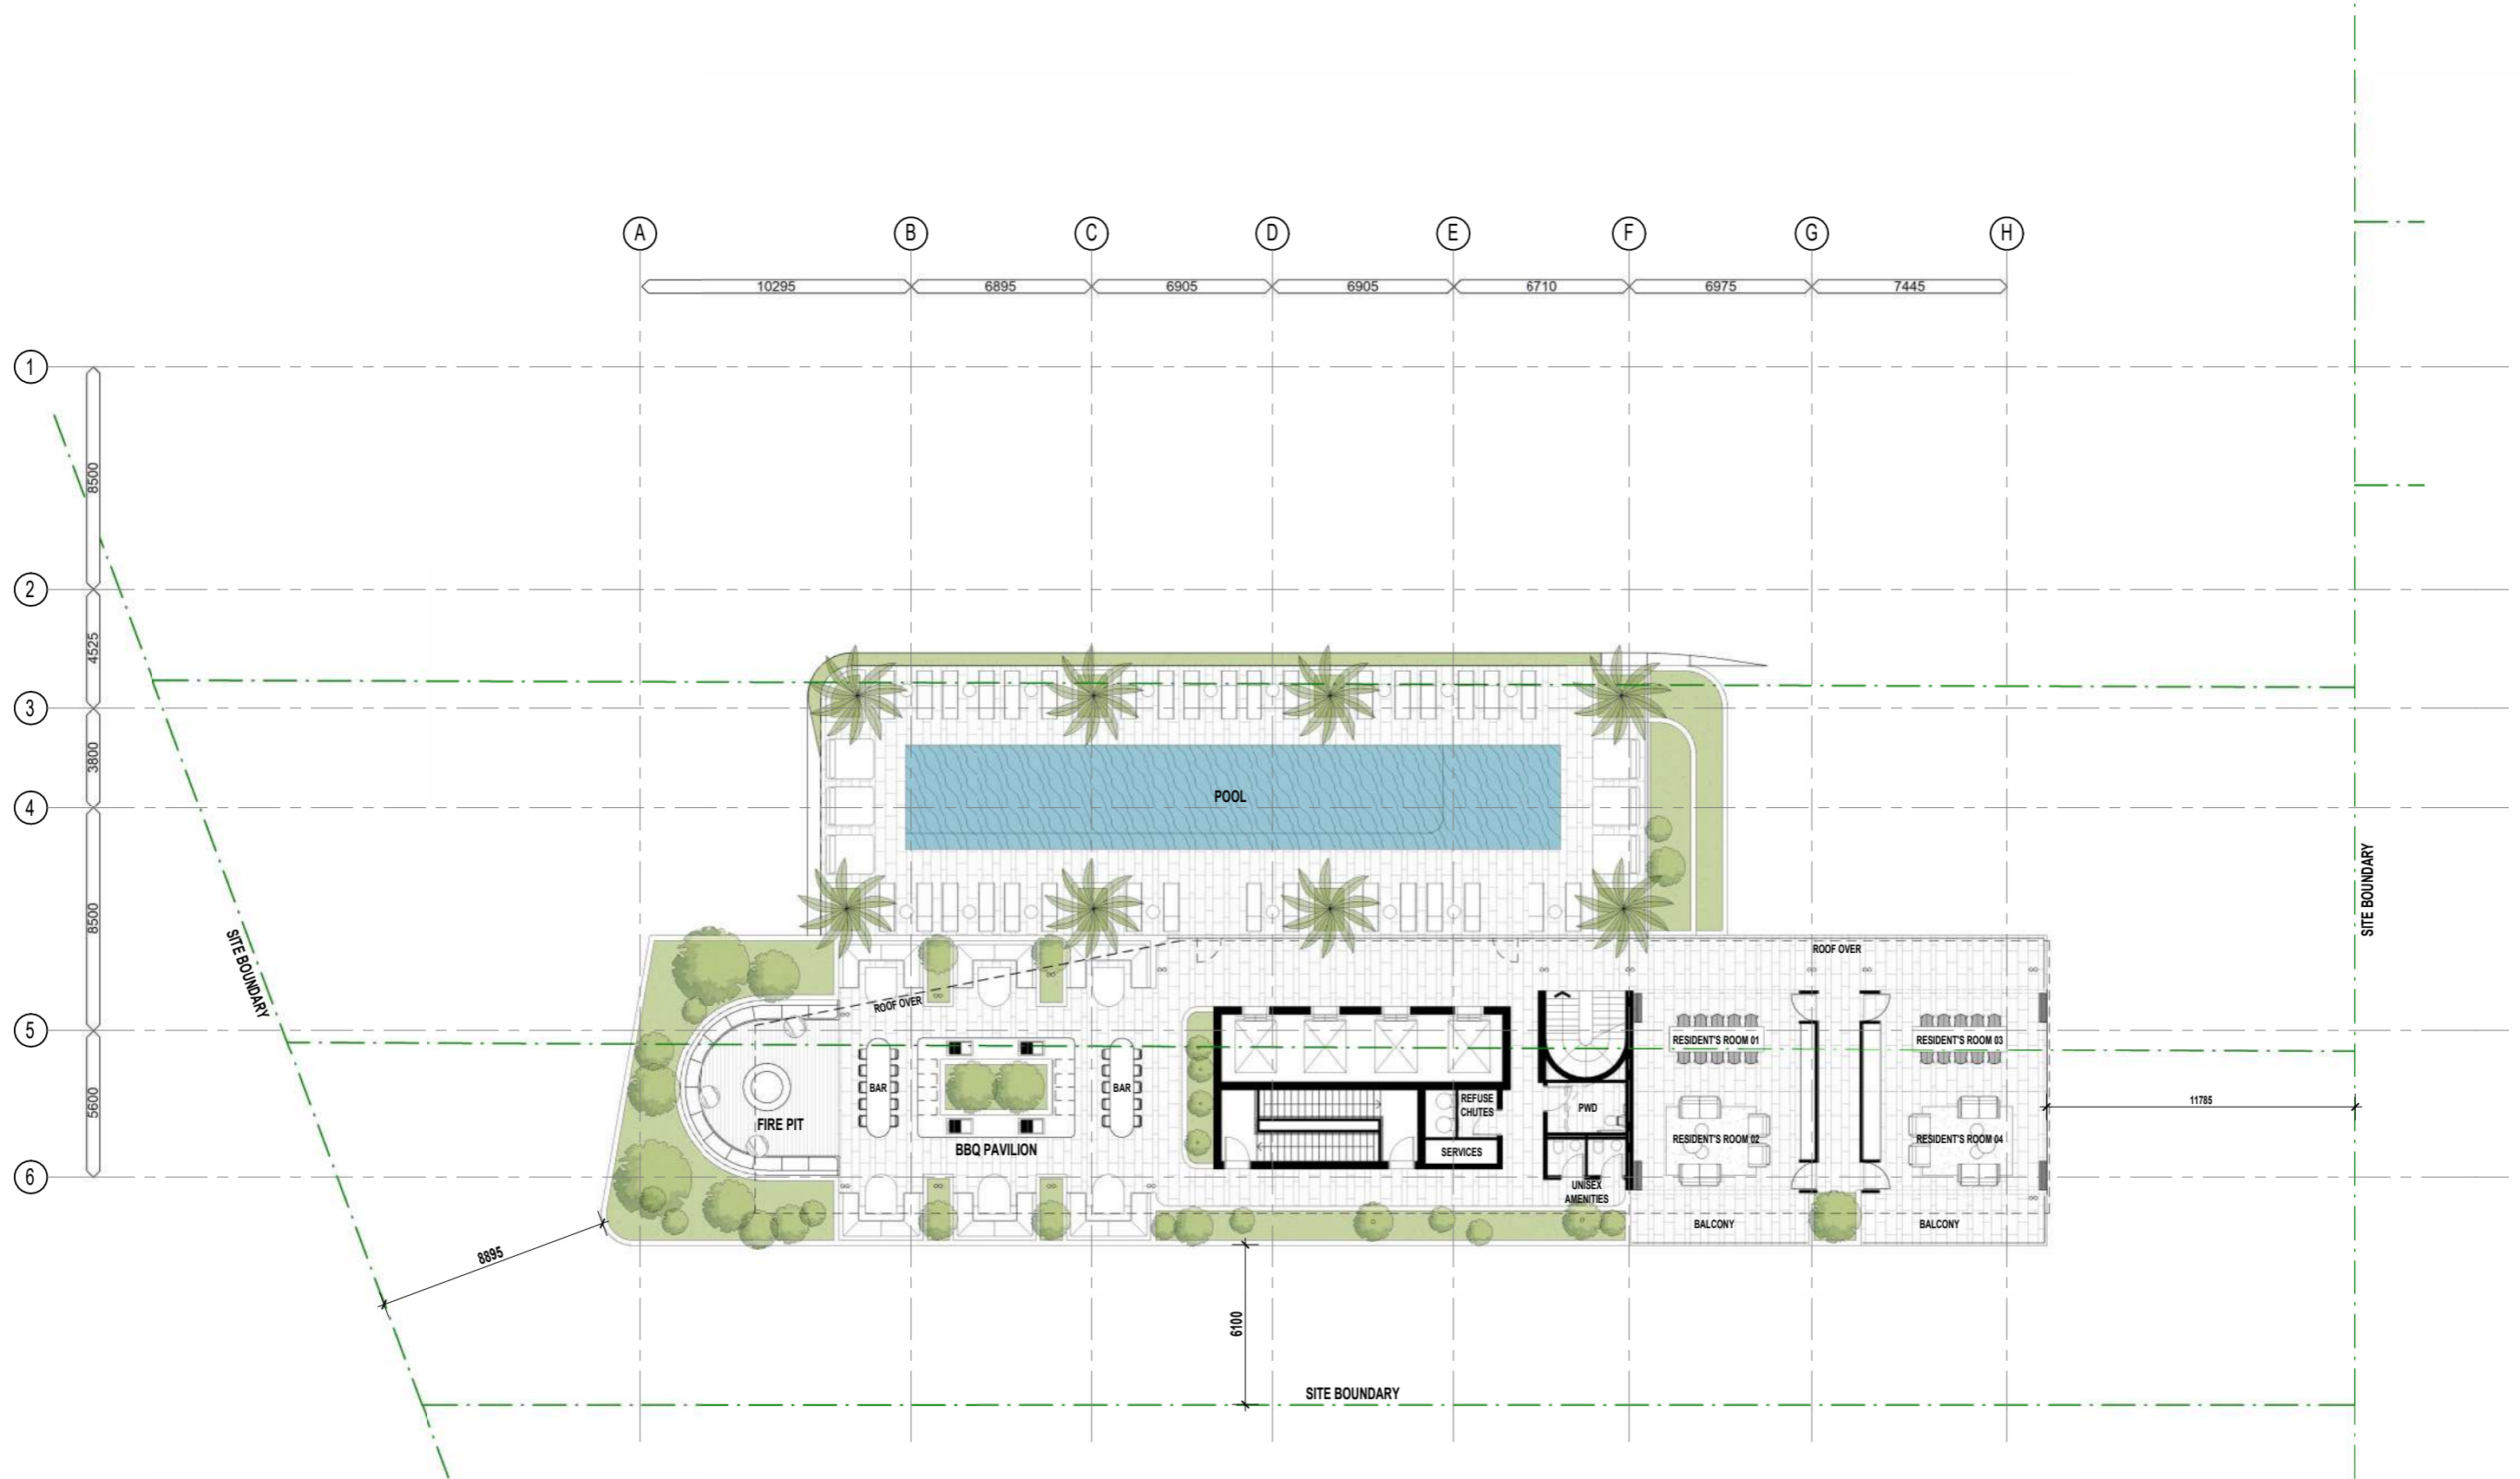 A
B
C
D
E
F
G
H
10295
6895
6905
6905
6710
6975
7445
1
8500
2
4525
3
3800
4
8500
5
5600
6
POOL
SITE BOUNDARY
SITE BOUNDARY
ROOF OVER
ROOF OVER
RESIDENT'S ROOM 01
RESIDENT'S ROOM 03
BAR
BAR
REFUSE
CHUTES
PWD
FIRE PIT
BBQ PAVILION
SERVICES
RESIDENT'S ROOM 02
RESIDENT'S ROOM 04
UNISEX
AMENITIES
BALCONY
BALCONY
11785
8895
6100
SITE BOUNDARY